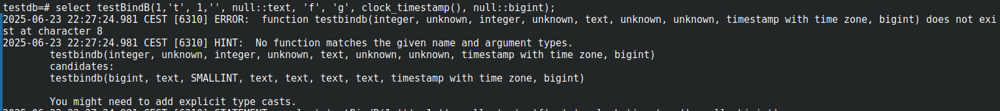 testdb=# select testBindB(1,'t', 1,'', null::text, 'f', 'g', clock_timestamp(), null::bigint);
2025-06-23 22:27:24.981 CEST [6310] ERROR:  function testbindb(integer, unknown, integer, unknown, text, unknown, unknown, timestamp with time zone, bigint) does not exi
st at character 8
2025-06-23 22:27:24.981 CEST [6310] HINT:  No function matches the given name and argument types.
testbindb(integer, unknown, integer, unknown, text, unknown, unknown, timestamp with time zone, bigint)
candidates:
testbindb(bigint, text, SMALLINT, text, text, text, text, timestamp with time zone, bigint)
You might need to add explicit type casts.